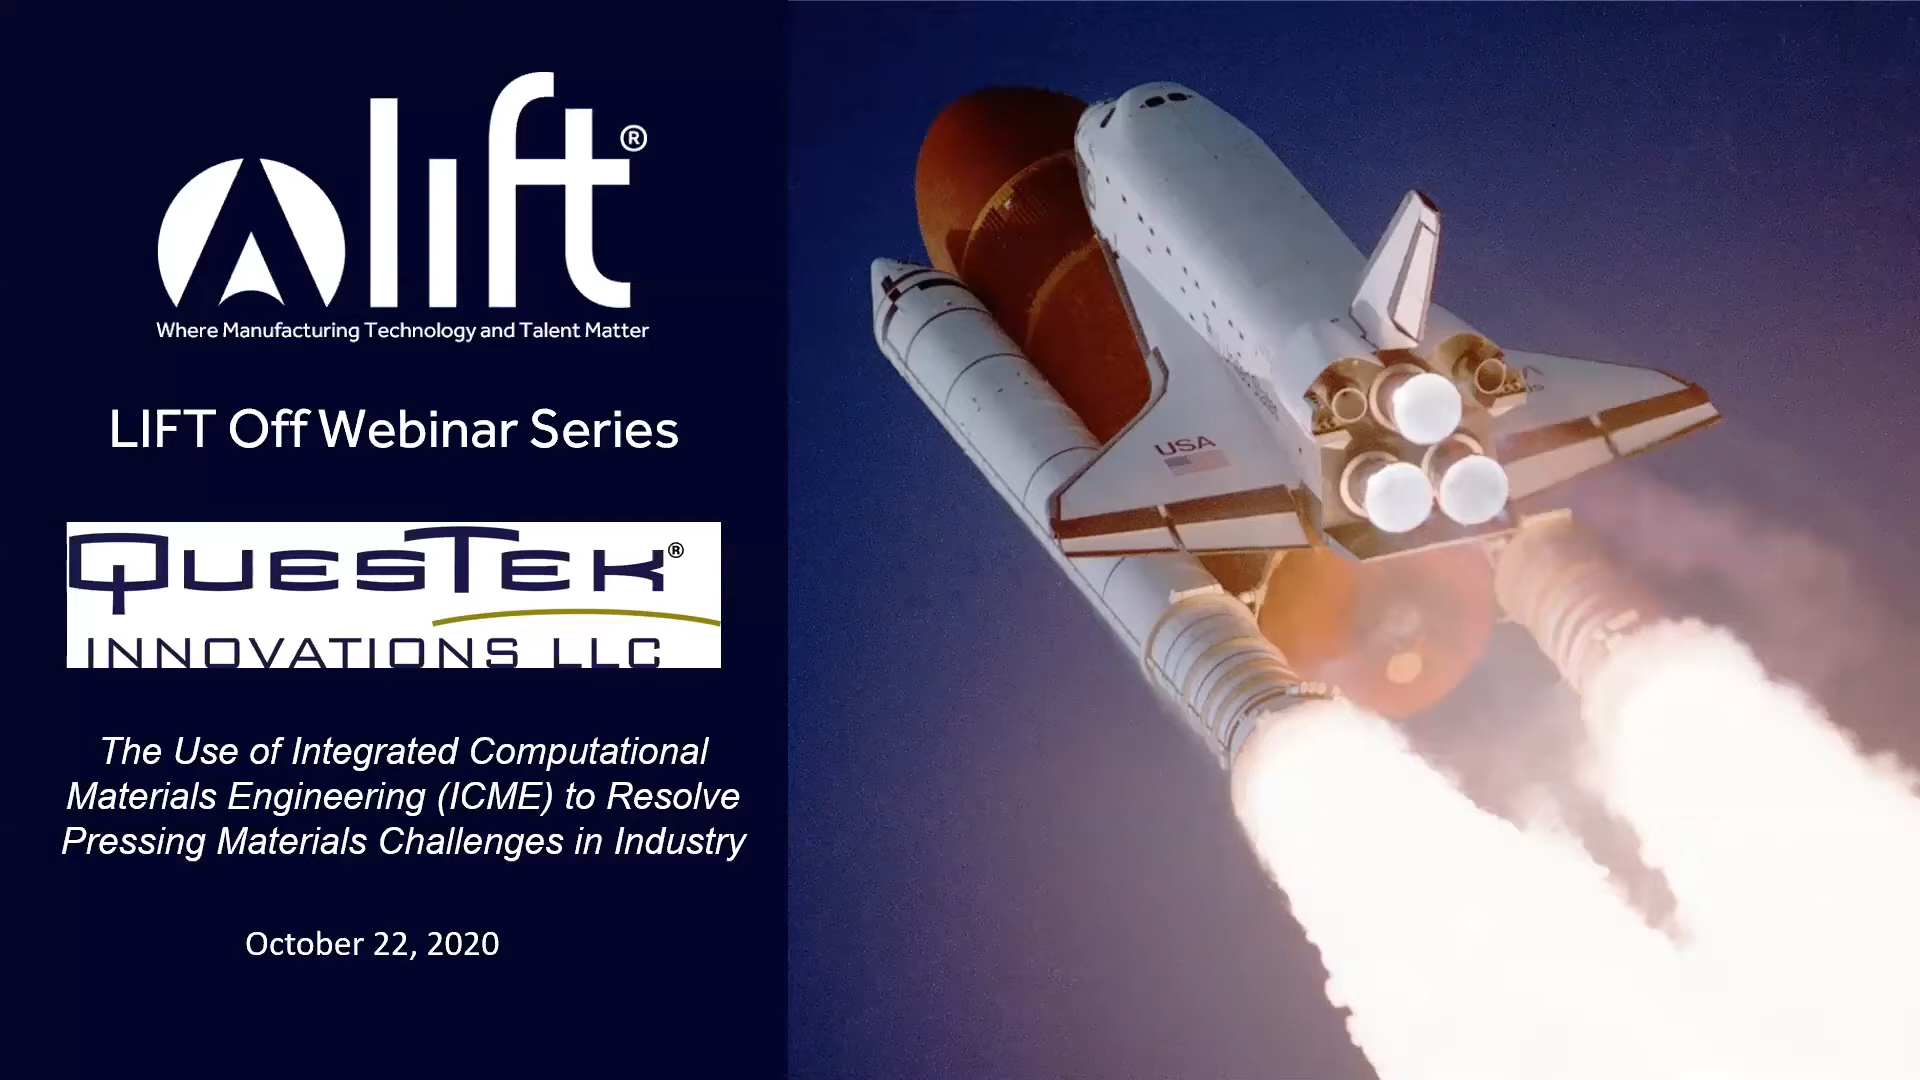 lift®
Where Manufacturing Technology and Talent Matter
LIFT Off Webinar Series
QuesTek®
INNOVATIONS LLC
The Use of Integrated Computational
Materials Engineering (ICME) to Resolve
Pressing Materials Challenges in Industry
October 22, 2020
USA